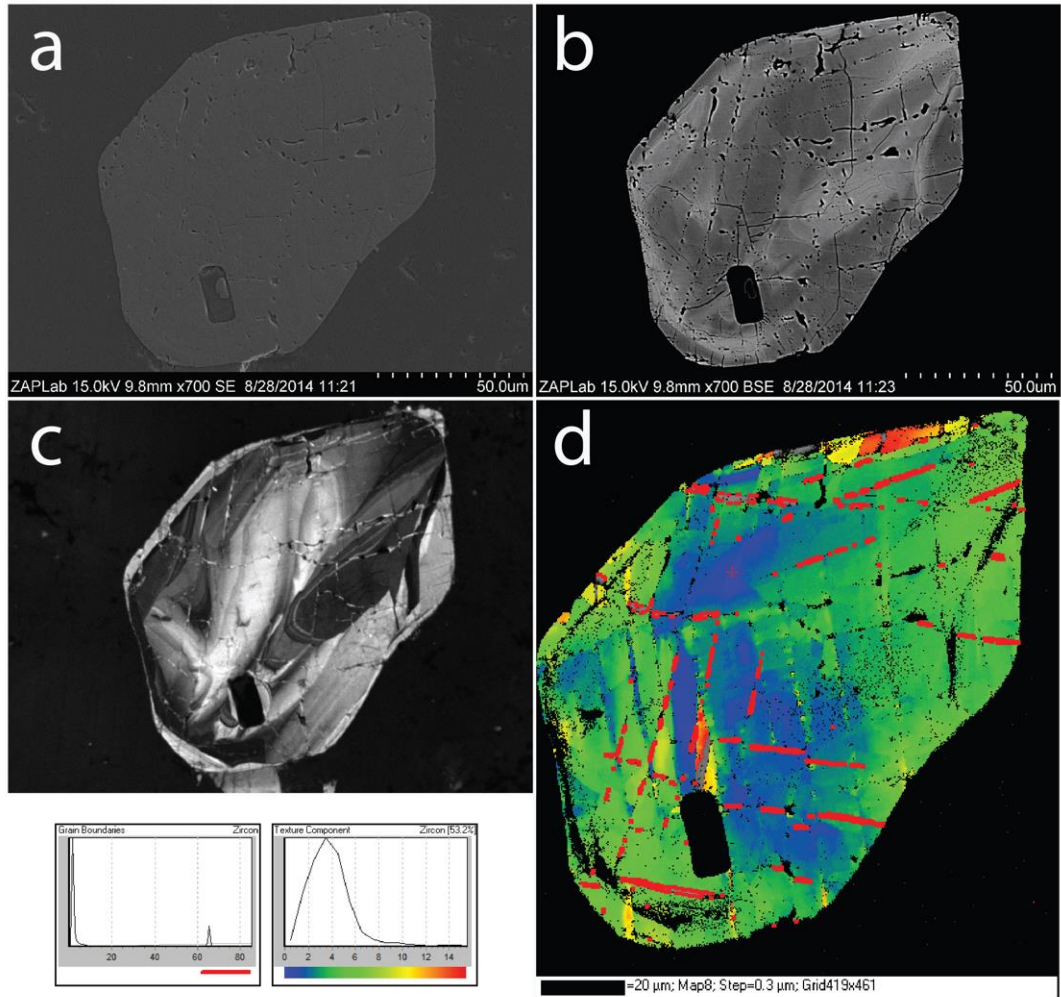 a
ZAPLab 15.0kV 9.8mm x700 SE 8/28/2014 11:21
50.0um
b
ZAPLab 15.0kV 9.8mm x700 BSE 8/28/2014 11:23
50.0um
c
d
Grain Boundaries Zircon
20 40 60 80
Texture Component Zircon [53.2%]
0 2 4 6 8 10 12 14
=20 µm; Map8; Step=0.3 µm; Grid419x461